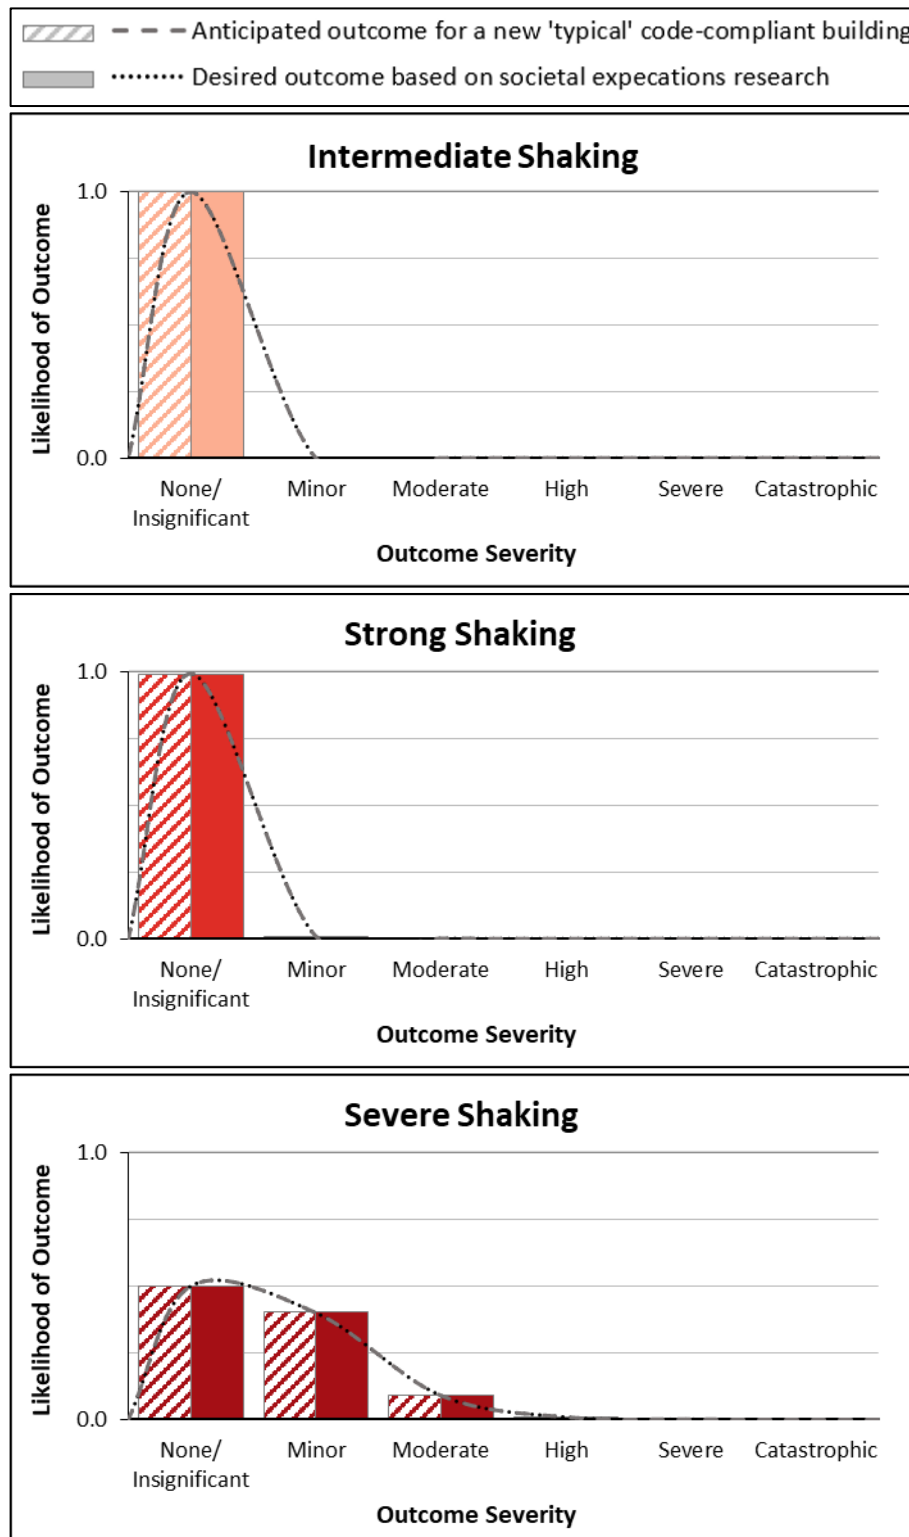 Anticipated outcome for a new 'typical' code-compliant building
Desired outcome based on societal expecations research
Intermediate Shaking
Likelihood of Outcome
1.0
0.0
None/
Insignificant
Minor
Moderate
High
Severe
Catastrophic
Outcome Severity
Strong Shaking
Likelihood of Outcome
1.0
0.0
None/
Insignificant
Minor
Moderate
High
Severe
Catastrophic
Outcome Severity
Severe Shaking
Likelihood of Outcome
1.0
0.0
None/
Insignificant
Minor
Moderate
High
Severe
Catastrophic
Outcome Severity